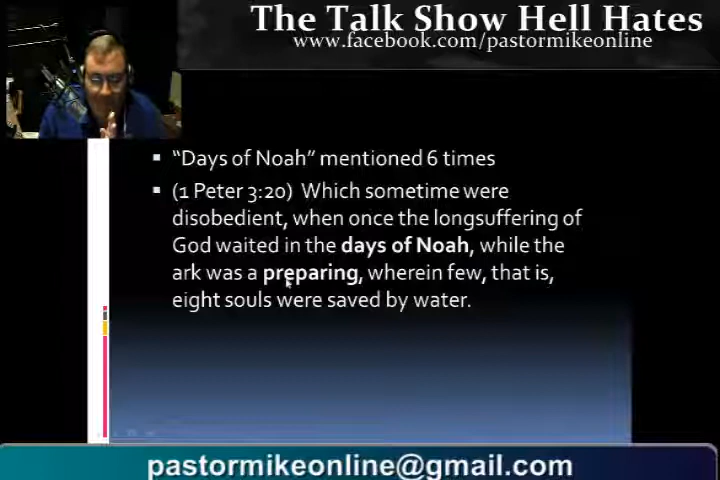 The Talk Show Hell Hates
www.facebook.com/pastormikeonline
"Days of Noah" mentioned 6 times
(1 Peter 3:20) Which sometime were
disobedient, when once the longsuffering of
God waited in the days of Noah, while the
ark was a preparing, wherein few, that is,
eight souls were saved by water.
pastormikeonline@gmail.com